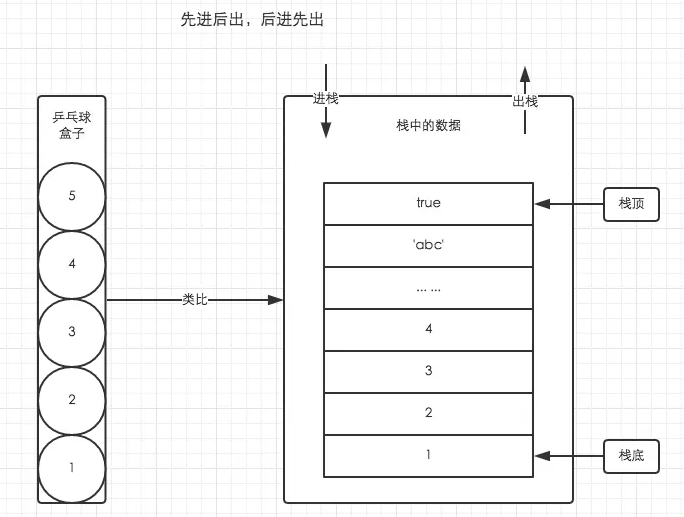 先进后出，后进先出
进栈
出栈
乒乓球
盒子
栈中的数据
5
4
3
2
1
类比
true
'abc'
... ...
4
3
2
1
栈顶
栈底